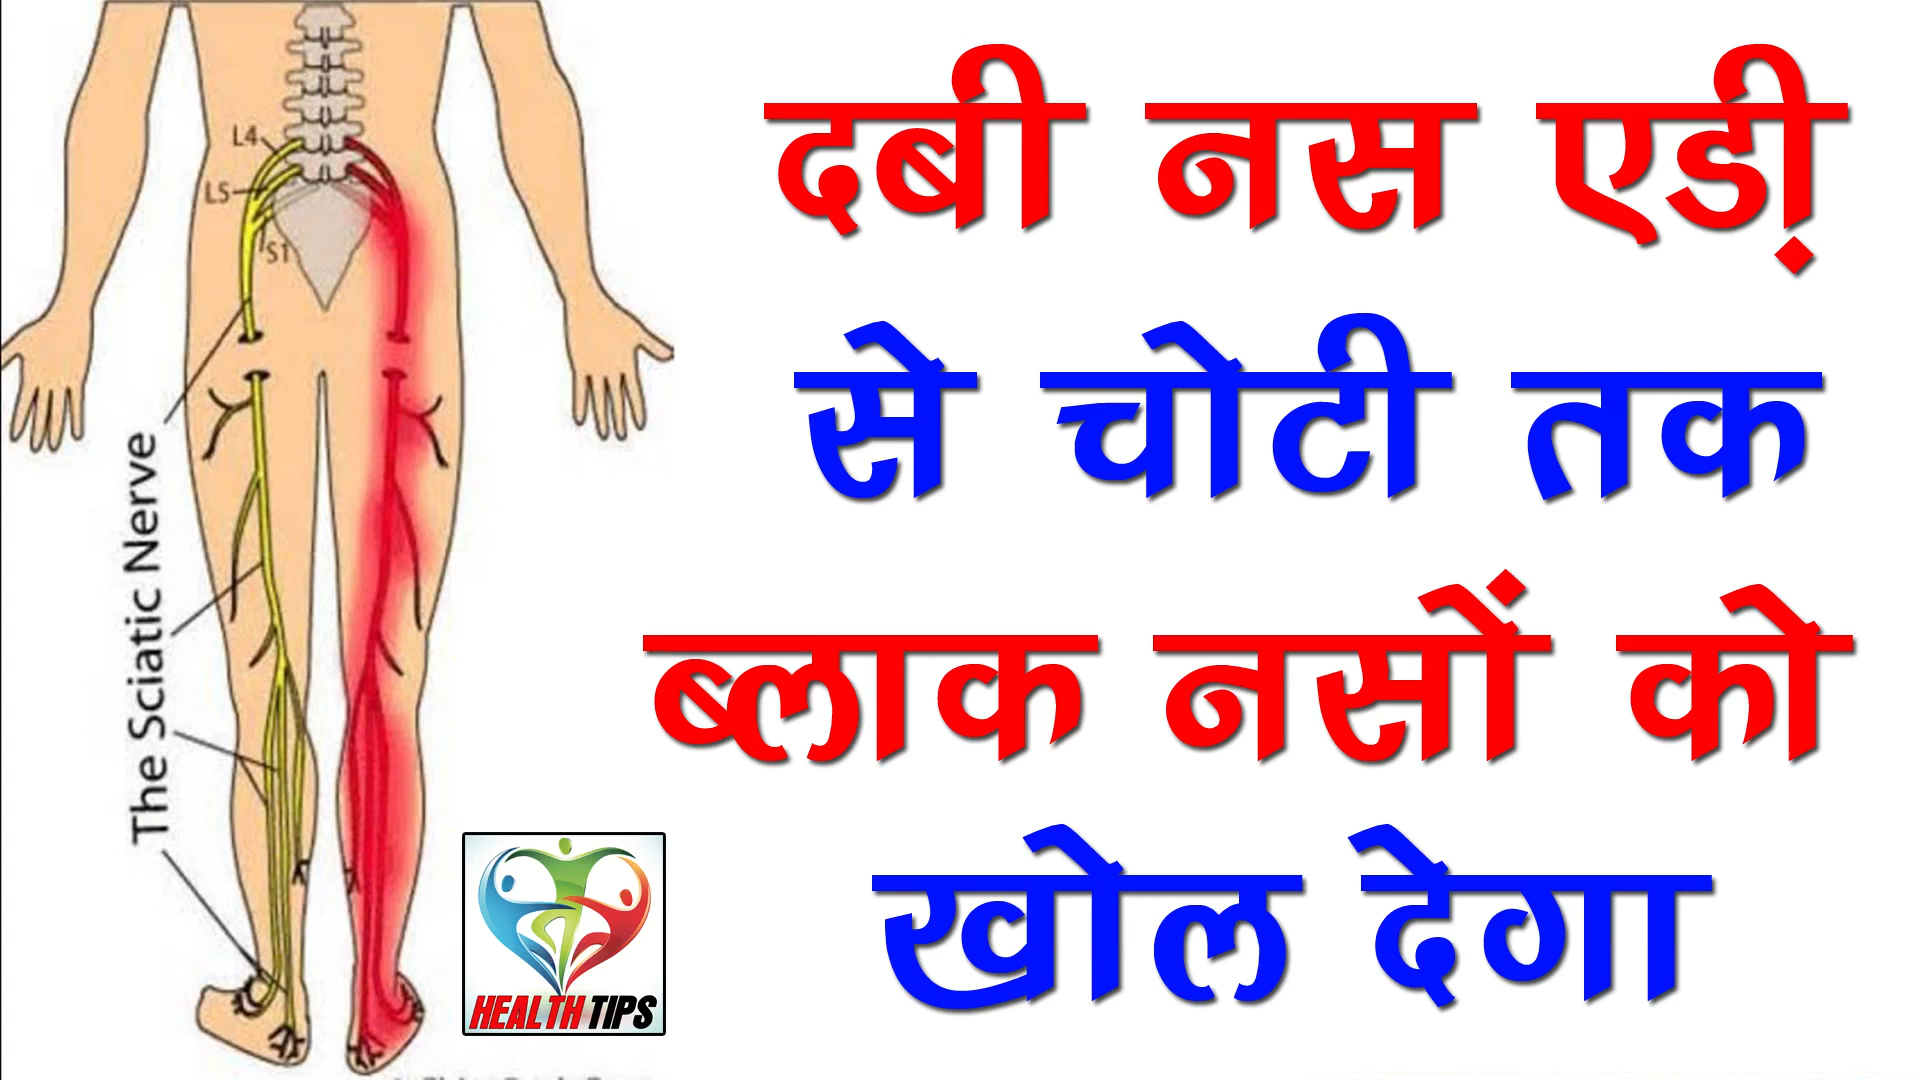 दबी नस एडी़
से चोटी तक
ब्लाक नसों को
खोल देगा
L4
L5
S1
The Sciatic Nerve
HEALTH TIPS